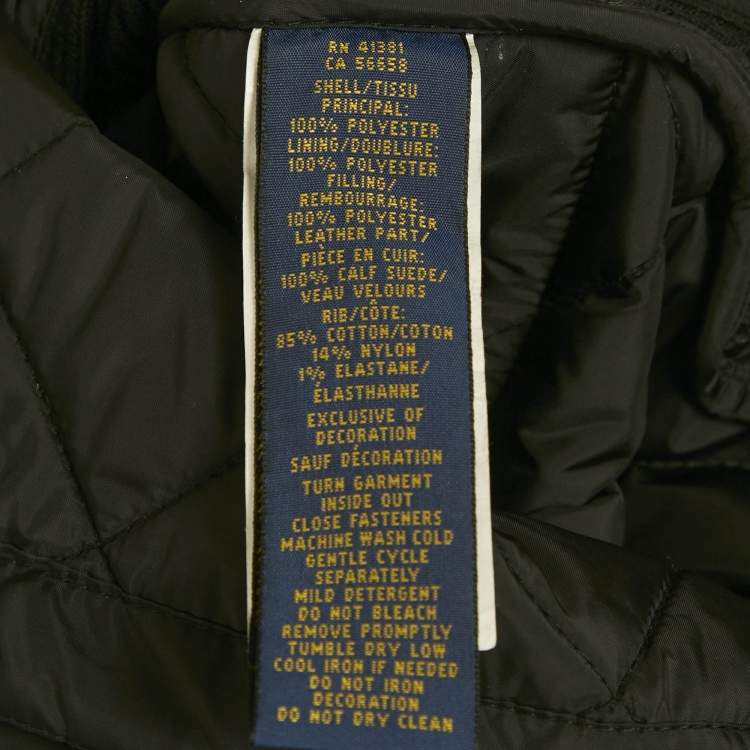 RN 41381
CA 56658
SHELL/TISSU
PRINCIPAL:
100% POLYESTER
LINING/DOUBLURE:
100% POLYESTER
FILLING/
REMBOURRAGE:
100% POLYESTER
LEATHER PART/
PIÈCE EN CUIR:
100% CALF SUEDE/
VEAU VELOURS
RIB/CÔTE:
85% COTTON/COTON
14% NYLON
1% ELASTANE/
ÉLASTHANNE
EXCLUSIVE OF
DECORATION
SAUF DÉCORATION
TURN GARMENT
INSIDE OUT
CLOSE FASTENERS
MACHINE WASH COLD
GENTLE CYCLE
SEPARATELY
MILD DETERGENT
DO NOT BLEACH
REMOVE PROMPTLY
TUMBLE DRY LOW
COOL IRON IF NEEDED
DO NOT IRON
DECORATION
DO NOT DRY CLEAN